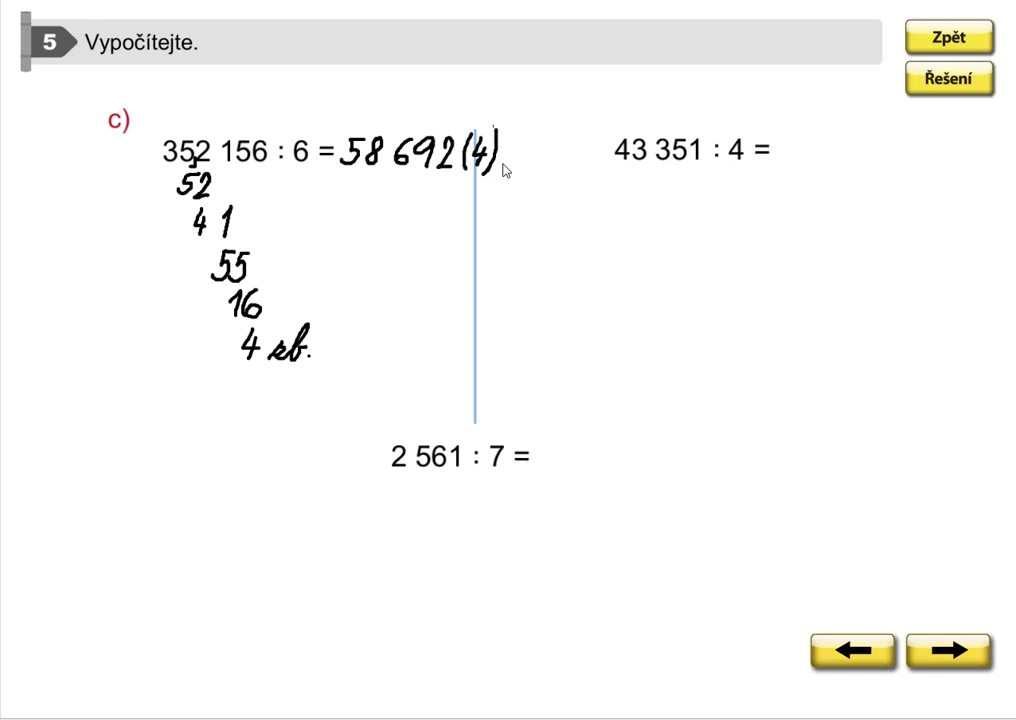 5 Vypočítejte.
Zpět
Řešení
c)
352 156 : 6 = 58 692 (4)
43 351 : 4 =
52
4 1
55
16
4 zb.
2 561 : 7 =